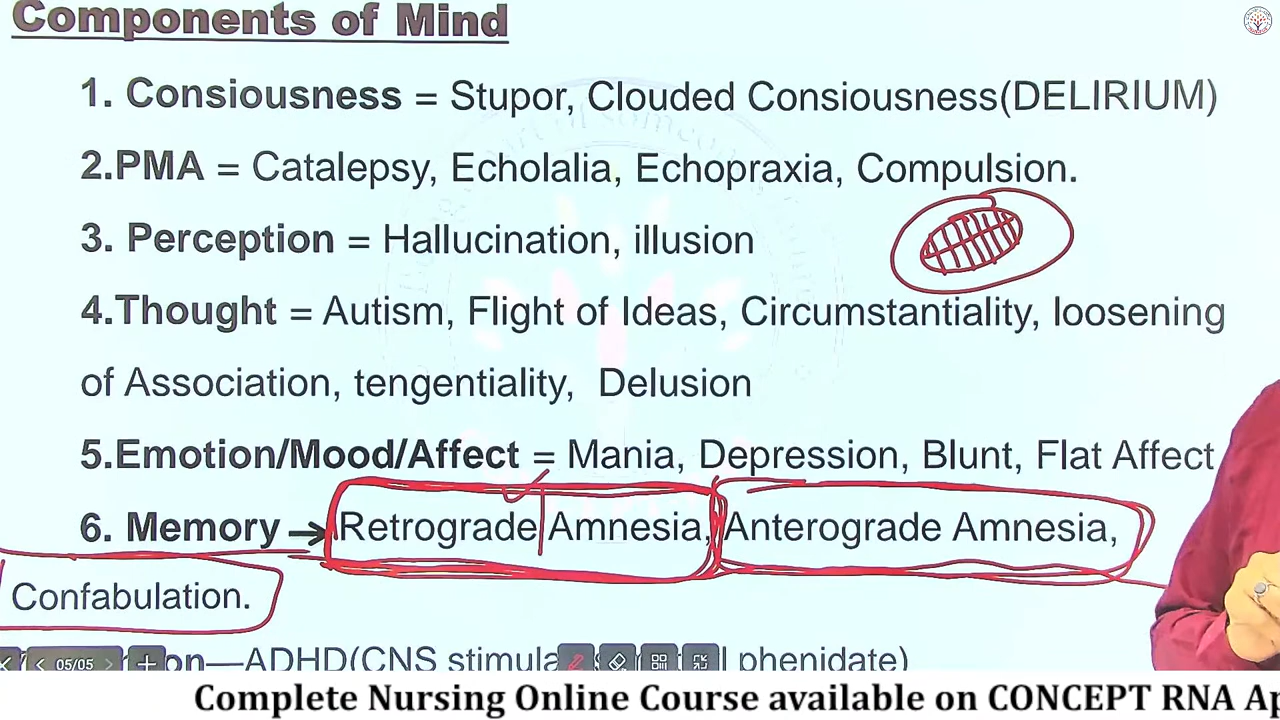 Components of Mind
1. Consiousness = Stupor, Clouded Consiousness(DELIRIUM)
2.PMA = Catalepsy, Echolalia, Echopraxia, Compulsion.
3. Perception = Hallucination, illusion
4.Thought = Autism, Flight of Ideas, Circumstantiality, loosening
of Association, tengentiality, Delusion
5.Emotion/Mood/Affect = Mania, Depression, Blunt, Flat Affect
6. Memory → Retrograde Amnesia, Anterograde Amnesia,
Confabulation.
ADHD(CNS phenidate)
05/05
Complete Nursing Online Course available on CONCEPT RNA